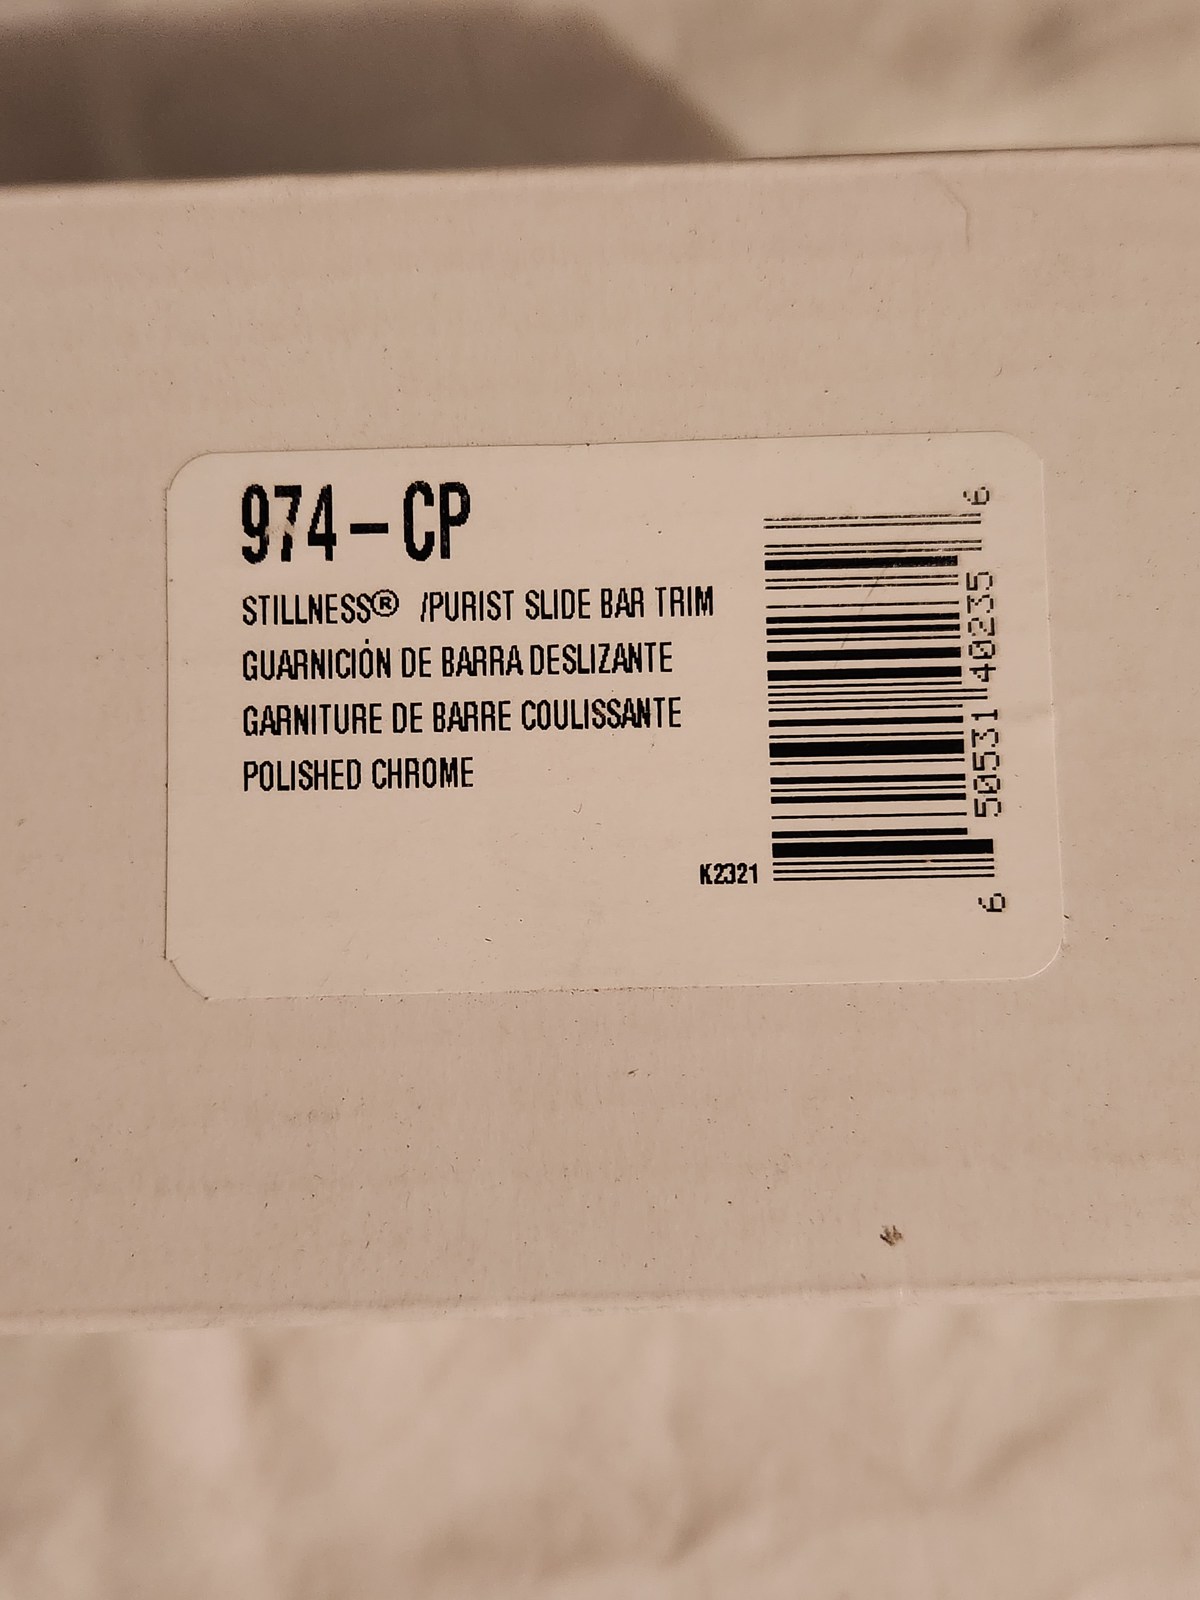 974-CP
STILLNESS® /PURIST SLIDE BAR TRIM
GUARNICIÓN DE BARRA DESLIZANTE
GARNITURE DE BARRE COULISSANTE
POLISHED CHROME
K2321
6 50531 40235 6